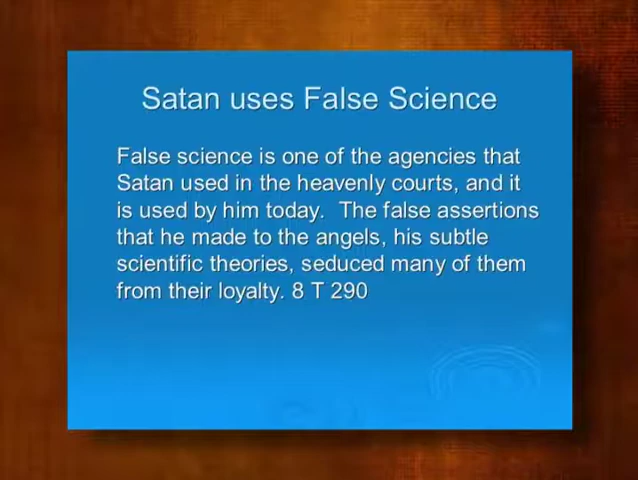 Satan uses False Science
False science is one of the agencies that
Satan used in the heavenly courts, and it
is used by him today.  The false assertions
that he made to the angels, his subtle
scientific theories, seduced many of them
from their loyalty. 8 T 290